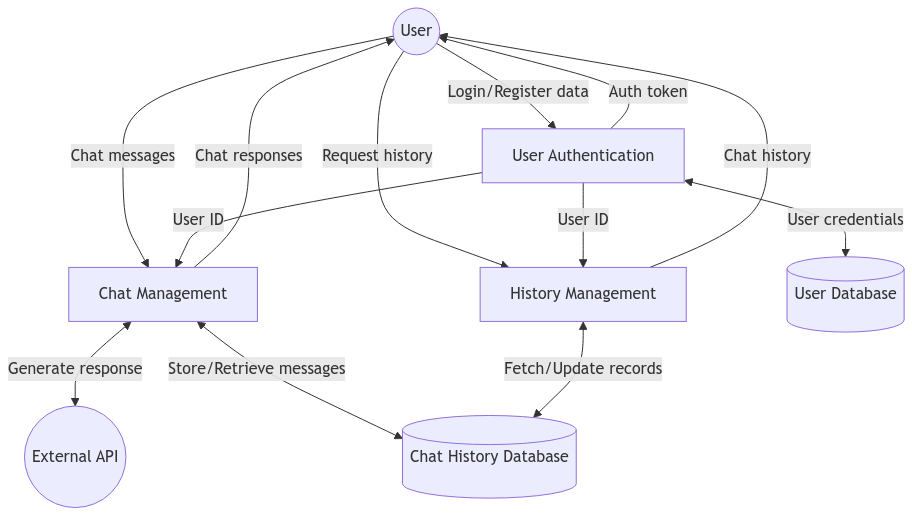 User
Login/Register data
Auth token
Chat messages
Chat responses
Request history
User Authentication
Chat history
User ID
User ID
User credentials
Chat Management
History Management
User Database
Generate response
Store/Retrieve messages
Fetch/Update records
External API
Chat History Database